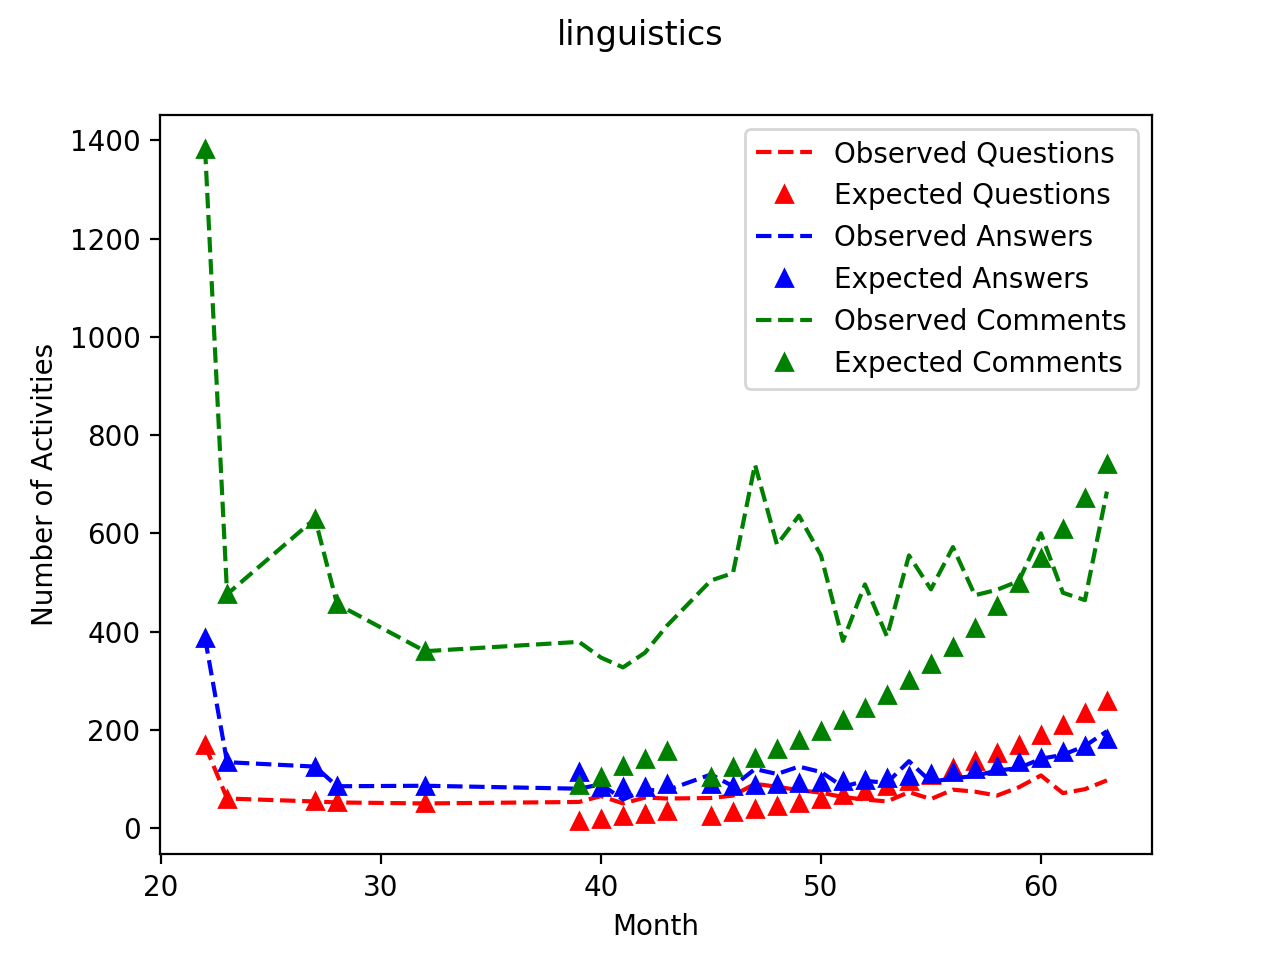 linguistics
1400
1200
1000
800
600
400
200
0
Number of Activities
Observed Questions
Expected Questions
Observed Answers
Expected Answers
Observed Comments
Expected Comments
20 30 40 50 60
Month